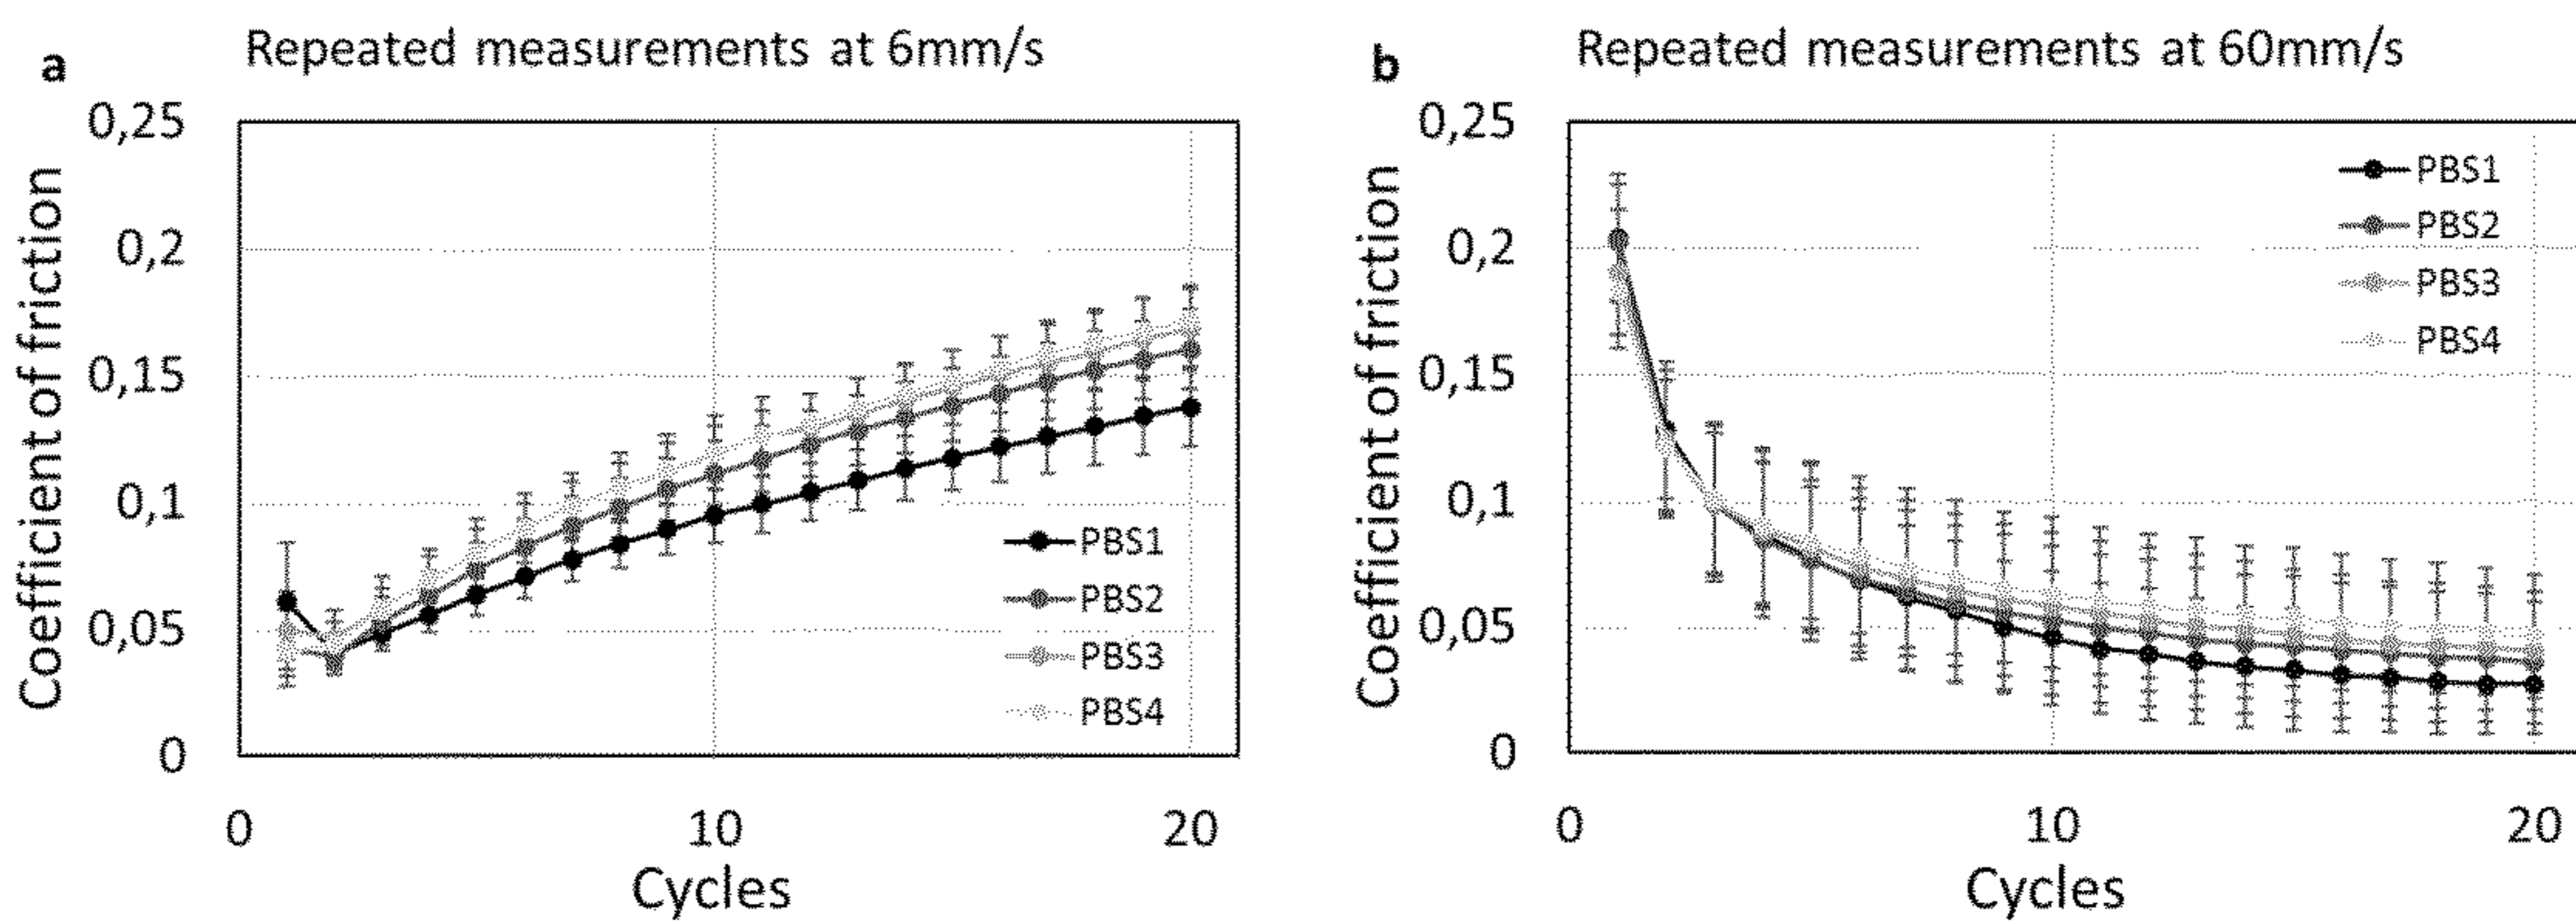 a
Repeated measurements at 6mm/s
Coefficient of friction
0,25
0,2
0,15
0,1
0,05
0
PBS1
PBS2
PBS3
PBS4
0 10 20
Cycles
b
Repeated measurements at 60mm/s
Coefficient of friction
0,25
0,2
0,15
0,1
0,05
0
PBS1
PBS2
PBS3
PBS4
0 10 20
Cycles